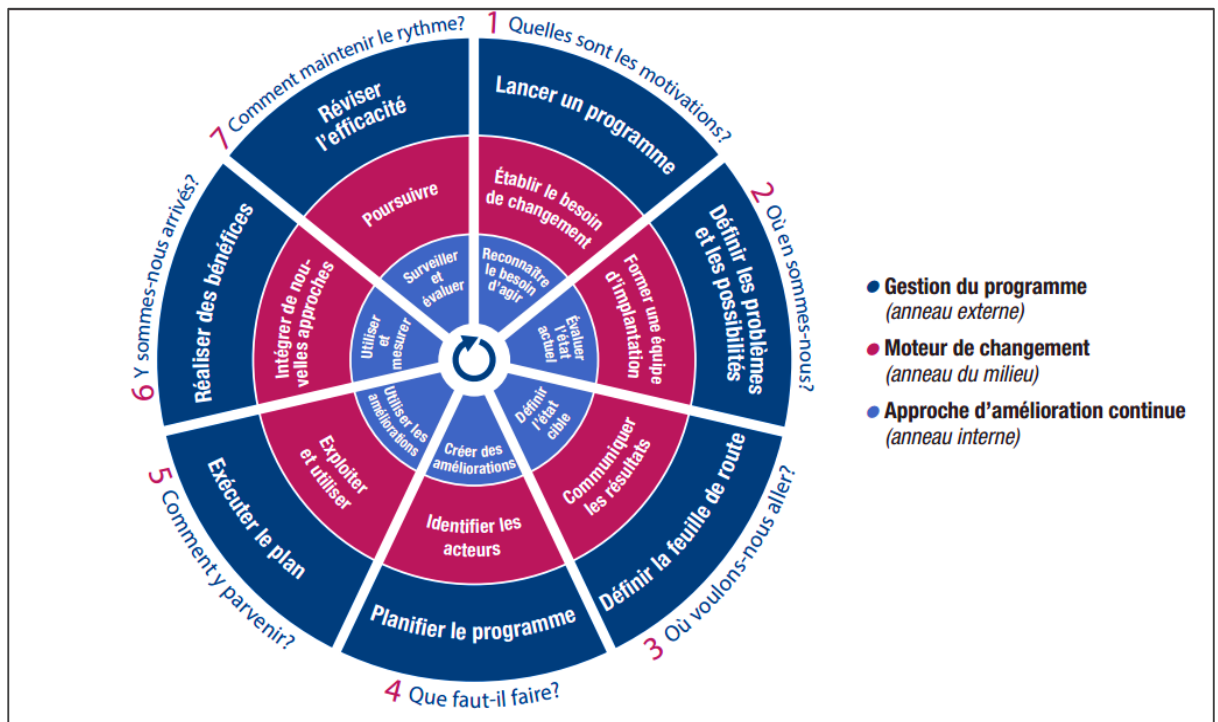 1 Quelles sont les motivations?
Lancer un programme
Établir le besoin
de changement
Reconnaître
le besoin
d'agir
2 Où en sommes-nous?
Définir les problèmes
et les possibilités
Former une équipe
d'implantation
Évaluer
l'état
actuel
3 Où voulons-nous aller?
Définir la feuille de route
Communiquer
les résultats
Définir
l'état
cible
4 Que faut-il faire?
Planifier le programme
Identifier les
acteurs
Créer des
améliorations
5 Comment y parvenir?
Exécuter le plan
Exploiter
et utiliser
Utiliser les
améliorations
6 Y sommes-nous arrivés?
Réaliser des bénéfices
Intégrer de nou-
velles approches
Utiliser
et
mesurer
7 Comment maintenir le rythme?
Réviser
l'efficacité
Poursuivre
Surveiller
et
évaluer
Gestion du programme
(anneau externe)
Moteur de changement
(anneau du milieu)
Approche d'amélioration continue
(anneau interne)